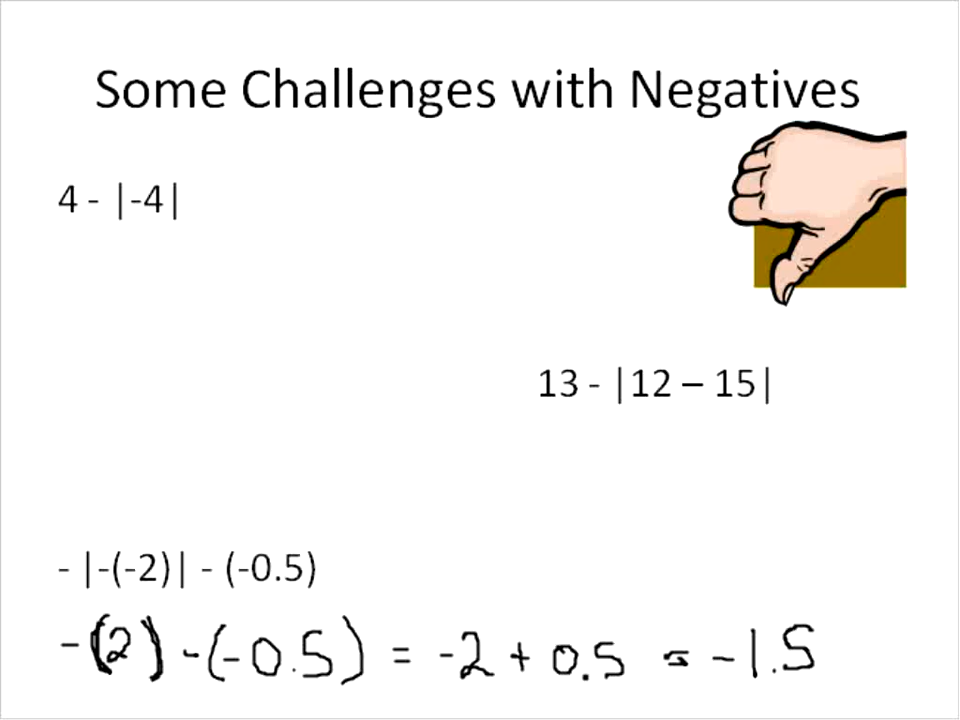 Some Challenges with Negatives
4 - |-4|
13 - |12 – 15|
- |-(-2)| - (-0.5)
-(2) -(-0.5) = -2 + 0.5 = -1.5